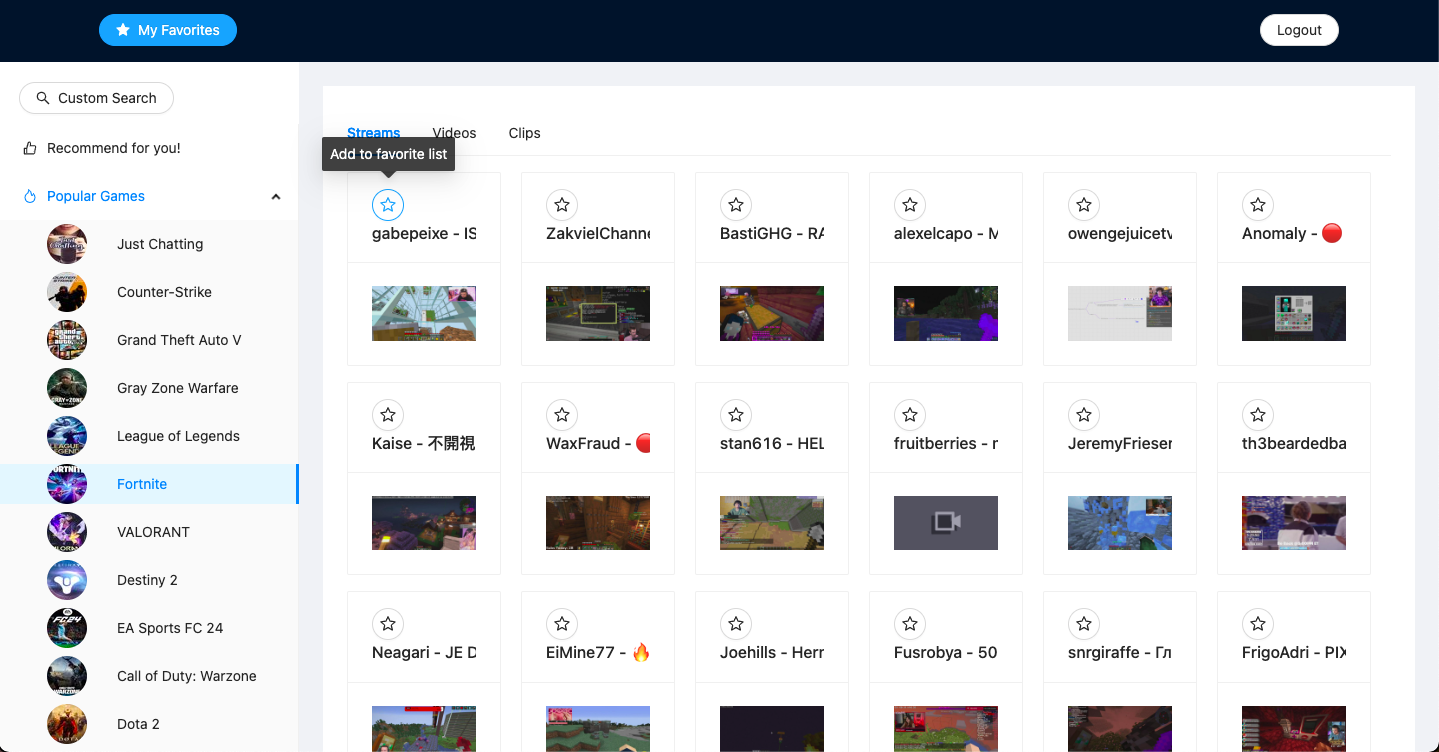 My Favorites
Logout
Custom Search
Recommend for you!
Popular Games
Just Chatting
Counter-Strike
Grand Theft Auto V
Gray Zone Warfare
League of Legends
Fortnite
VALORANT
Destiny 2
EA Sports FC 24
Call of Duty: Warzone
Dota 2
Streams Videos Clips
Add to favorite list
gabepeixe - IS
ZakvielChanne
BastiGHG - RA
alexelcapo - M
owengejuicetv
Anomaly - 🔴
Kaise - 不開視
WaxFraud - 🔴
stan616 - HEL
fruitberries - r
JeremyFrieser
th3beardedba
Neagari - JE D
EiMine77 - 🔥
Joehills - Herr
Fusrobya - 50
snrgiraffe - Гл
FrigoAdri - PIX